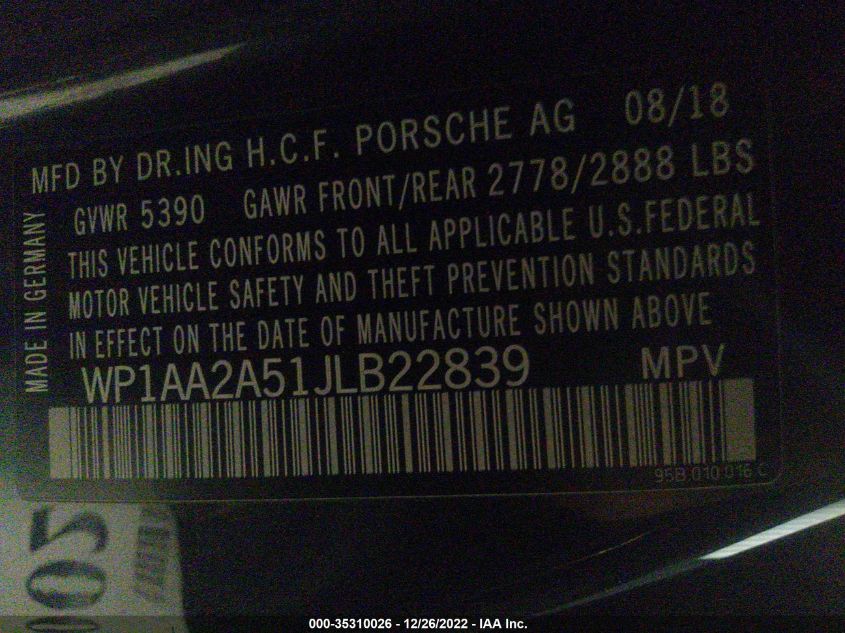 MFD BY DR.ING H.C.F. PORSCHE AG 08/18
GVWR 5390 GAWR FRONT/REAR 2778/2888 LBS
THIS VEHICLE CONFORMS TO ALL APPLICABLE U.S.FEDERAL
MOTOR VEHICLE SAFETY AND THEFT PREVENTION STANDARDS
IN EFFECT ON THE DATE OF MANUFACTURE SHOWN ABOVE
MADE IN GERMANY
WP1AA2A51JLB22839 MPV
95B.010.016 C
005
000-35310026 - 12/26/2022 - IAA Inc.